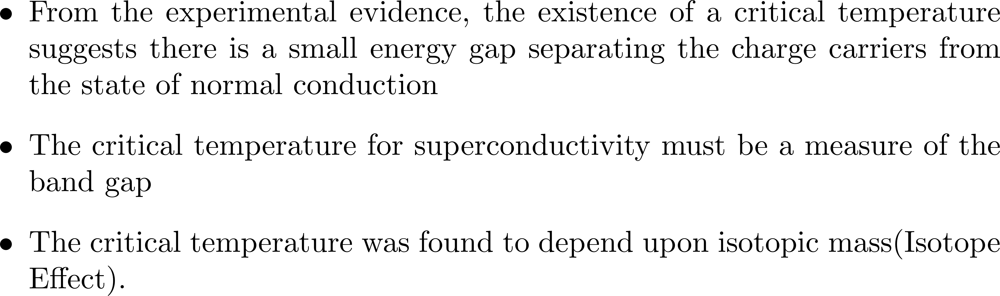 • From the experimental evidence, the existence of a critical temperature
suggests there is a small energy gap separating the charge carriers from
the state of normal conduction
• The critical temperature for superconductivity must be a measure of the
band gap
• The critical temperature was found to depend upon isotopic mass(Isotope
Effect).